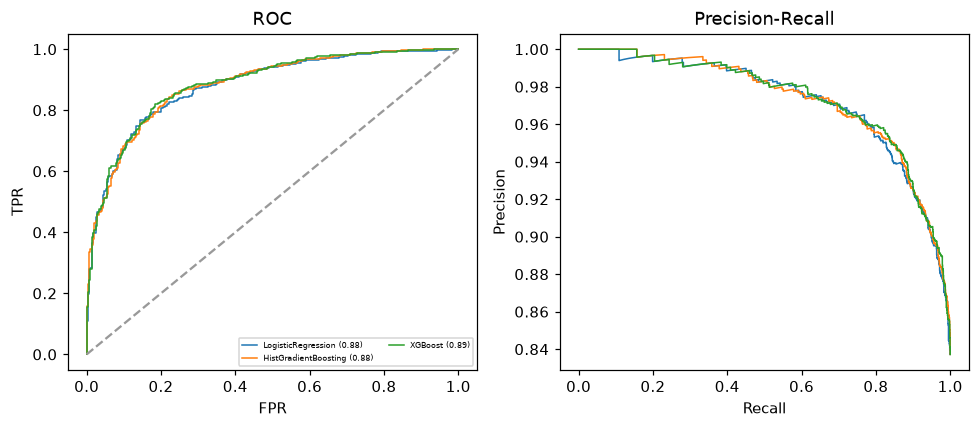 ROC
1.0
0.8
0.6
0.4
0.2
0.0
TPR
0.0 0.2 0.4 0.6 0.8 1.0
FPR
LogisticRegression (0.88)
HistGradientBoosting (0.88)
XGBoost (0.89)
Precision-Recall
1.00
0.98
0.96
0.94
0.92
0.90
0.88
0.86
0.84
Precision
0.0 0.2 0.4 0.6 0.8 1.0
Recall